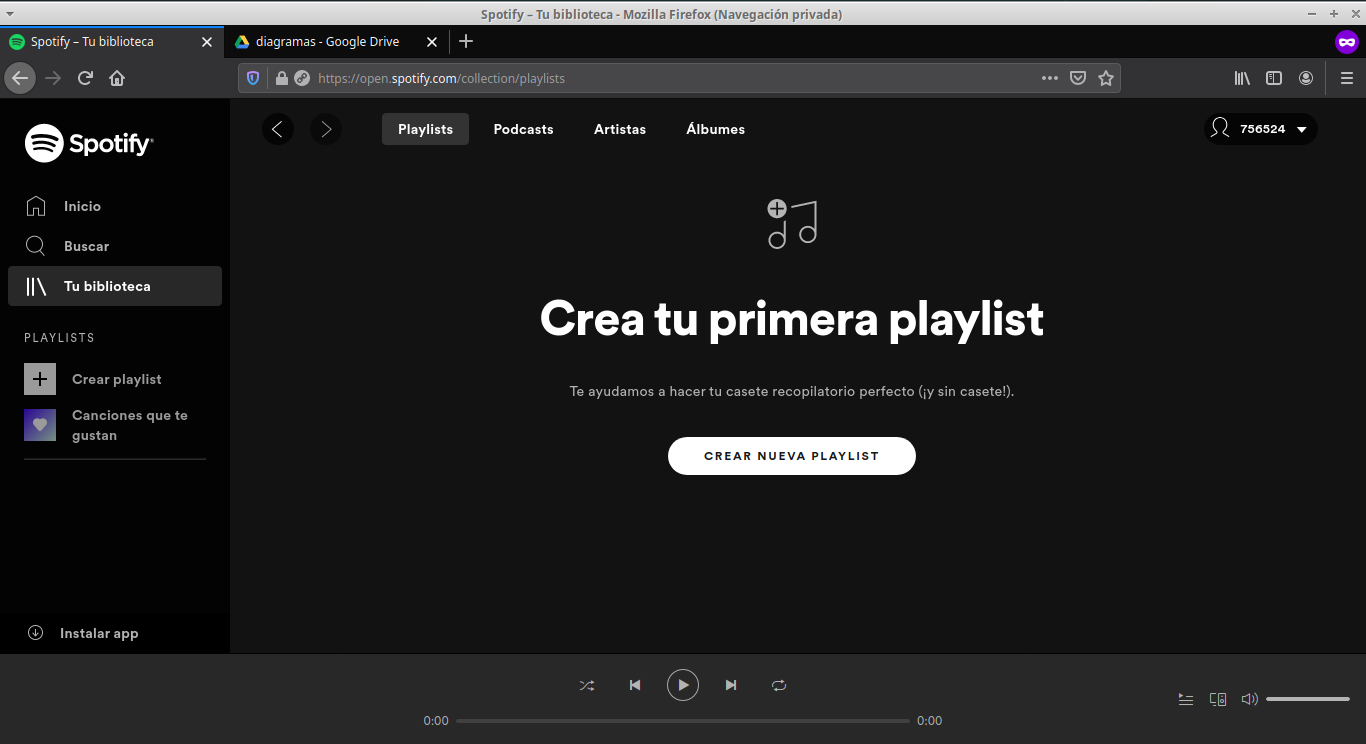 Spotify – Tu biblioteca - Mozilla Firefox (Navegación privada)
Spotify – Tu biblioteca
diagramas - Google Drive
https://open.spotify.com/collection/playlists
Spotify
Playlists
Podcasts
Artistas
Álbumes
756524
Inicio
Buscar
Tu biblioteca
PLAYLISTS
Crear playlist
Canciones que te
gustan
Crea tu primera playlist
Te ayudamos a hacer tu casete recopilatorio perfecto (¡y sin casete!).
CREAR NUEVA PLAYLIST
Instalar app
0:00
0:00